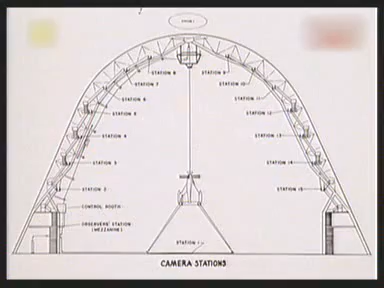 STATION 8
STATION 9
STATION 7
STATION 10
STATION 6
STATION 11
STATION 5
STATION 12
STATION 4
STATION 13
STATION 3
STATION 14
STATION 2
STATION 15
CONTROL BOOTH
OBSERVERS' STATION
(MEZZANINE)
STATION 1
CAMERA STATIONS